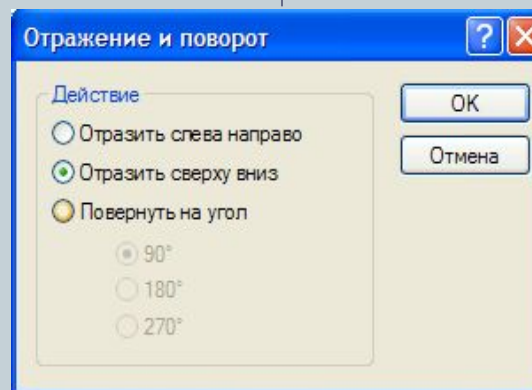 Отражение и поворот
Действие
Отразить слева направо
Отразить сверху вниз
Повернуть на угол
90°
180°
270°
OK
Отмена